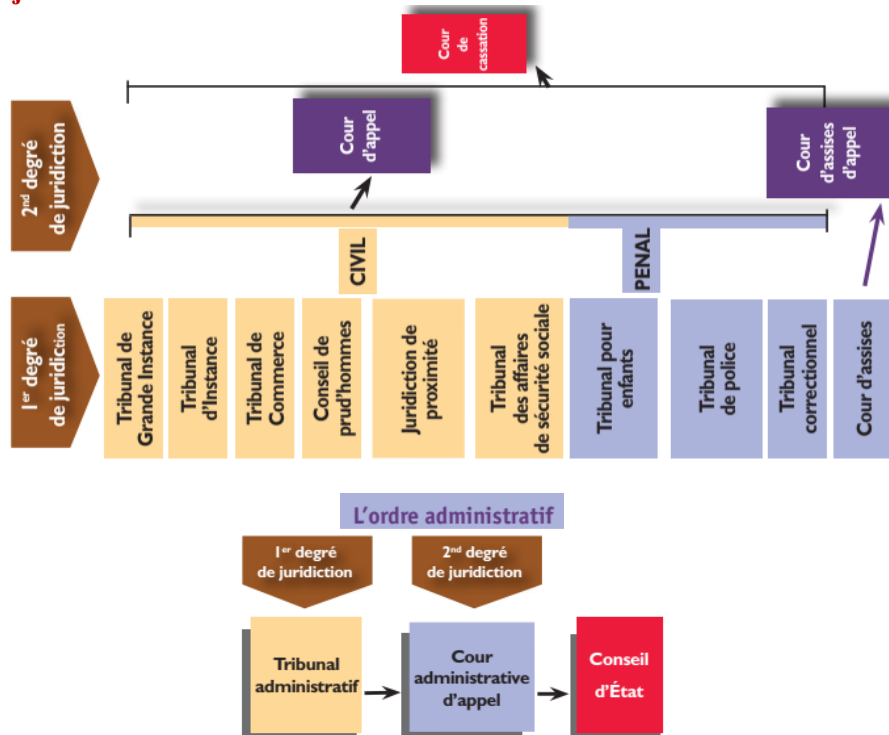 Cour
de
cassation
2nd degré
de juridiction
Cour
d'appel
Cour
d'assises
d'appel
CIVIL
PENAL
1er degré
de juridiction
Tribunal de
Grande Instance
Tribunal
d'Instance
Tribunal de
Commerce
Conseil de
prud'hommes
Juridiction de
proximité
Tribunal
des affaires
de sécurité sociale
Tribunal pour
enfants
Tribunal
de police
Tribunal
correctionnel
Cour d'assises
L'ordre administratif
1er degré
de juridiction
2nd degré
de juridiction
Tribunal
administratif
Cour
administrative
d'appel
Conseil
d'État